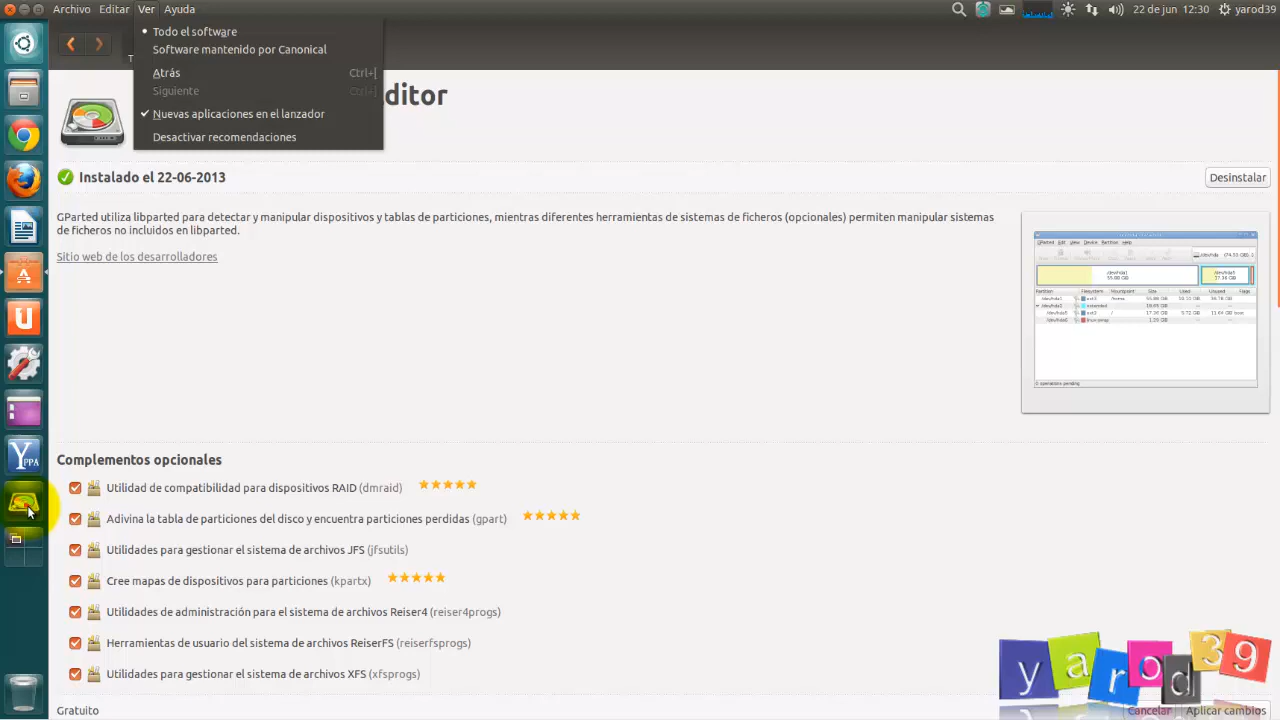 Archivo Editar Ver Ayuda
22 de jun 12:30 yarod39
Todo el software
Software mantenido por Canonical
Atrás Ctrl+[
Siguiente Ctrl+]
Nuevas aplicaciones en el lanzador
Desactivar recomendaciones
ditor
Instalado el 22-06-2013
Desinstalar
GParted utiliza libparted para detectar y manipular dispositivos y tablas de particiones, mientras diferentes herramientas de sistemas de ficheros (opcionales) permiten manipular sistemas
de ficheros no incluidos en libparted.
Sitio web de los desarrolladores
GParted Edit View Device Partition Help
Complementos opcionales
Utilidad de compatibilidad para dispositivos RAID (dmraid)
Adivina la tabla de particiones del disco y encuentra particiones perdidas (gpart)
Utilidades para gestionar el sistema de archivos JFS (jfsutils)
Cree mapas de dispositivos para particiones (kpartx)
Utilidades de administración para el sistema de archivos Reiser4 (reiser4progs)
Herramientas de usuario del sistema de archivos ReiserFS (reiserfsprogs)
Utilidades para gestionar el sistema de archivos XFS (xfsprogs)
yarod39
Gratuito
Cancelar Aplicar cambios